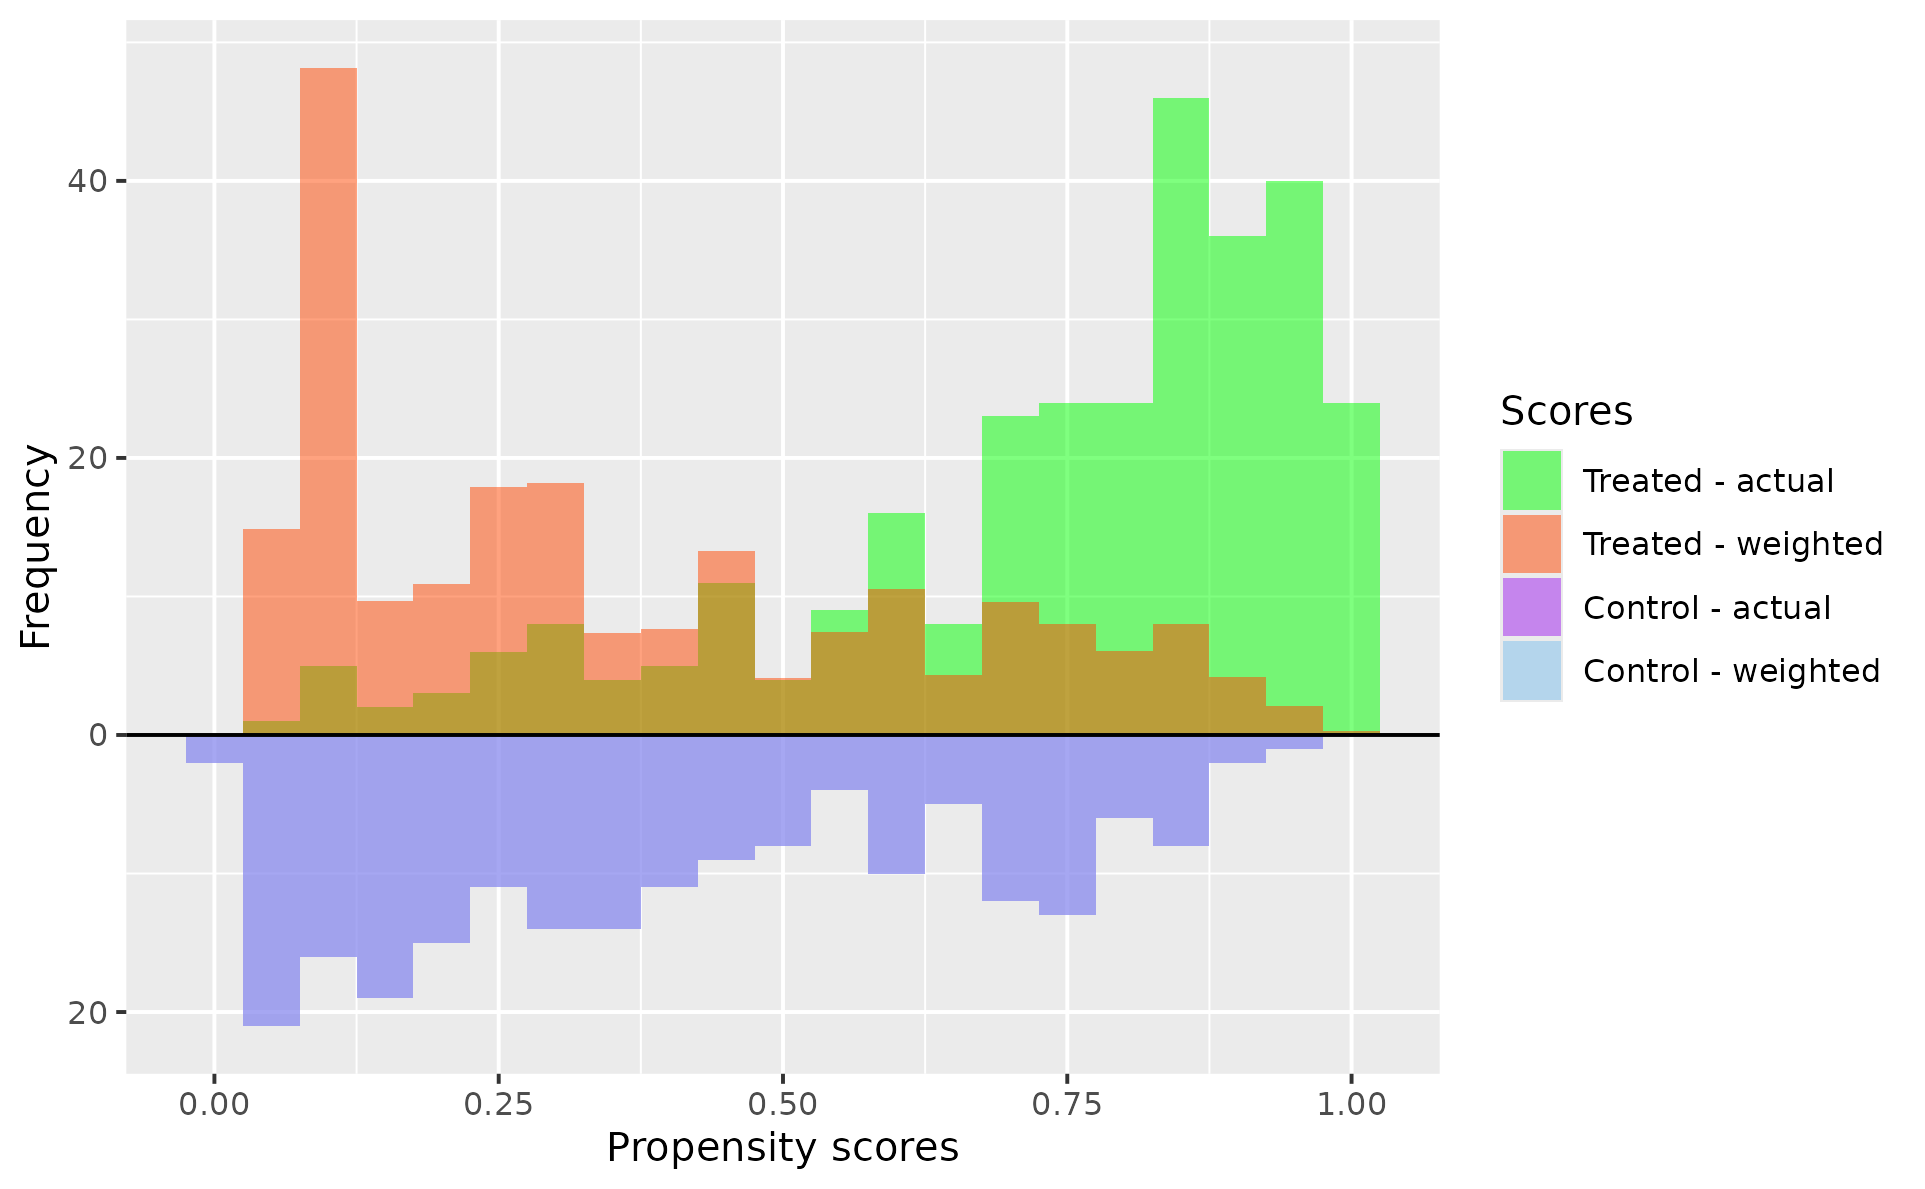 Frequency
40
20
0
20
0.00 0.25 0.50 0.75 1.00
Propensity scores
Scores
Treated - actual
Treated - weighted
Control - actual
Control - weighted